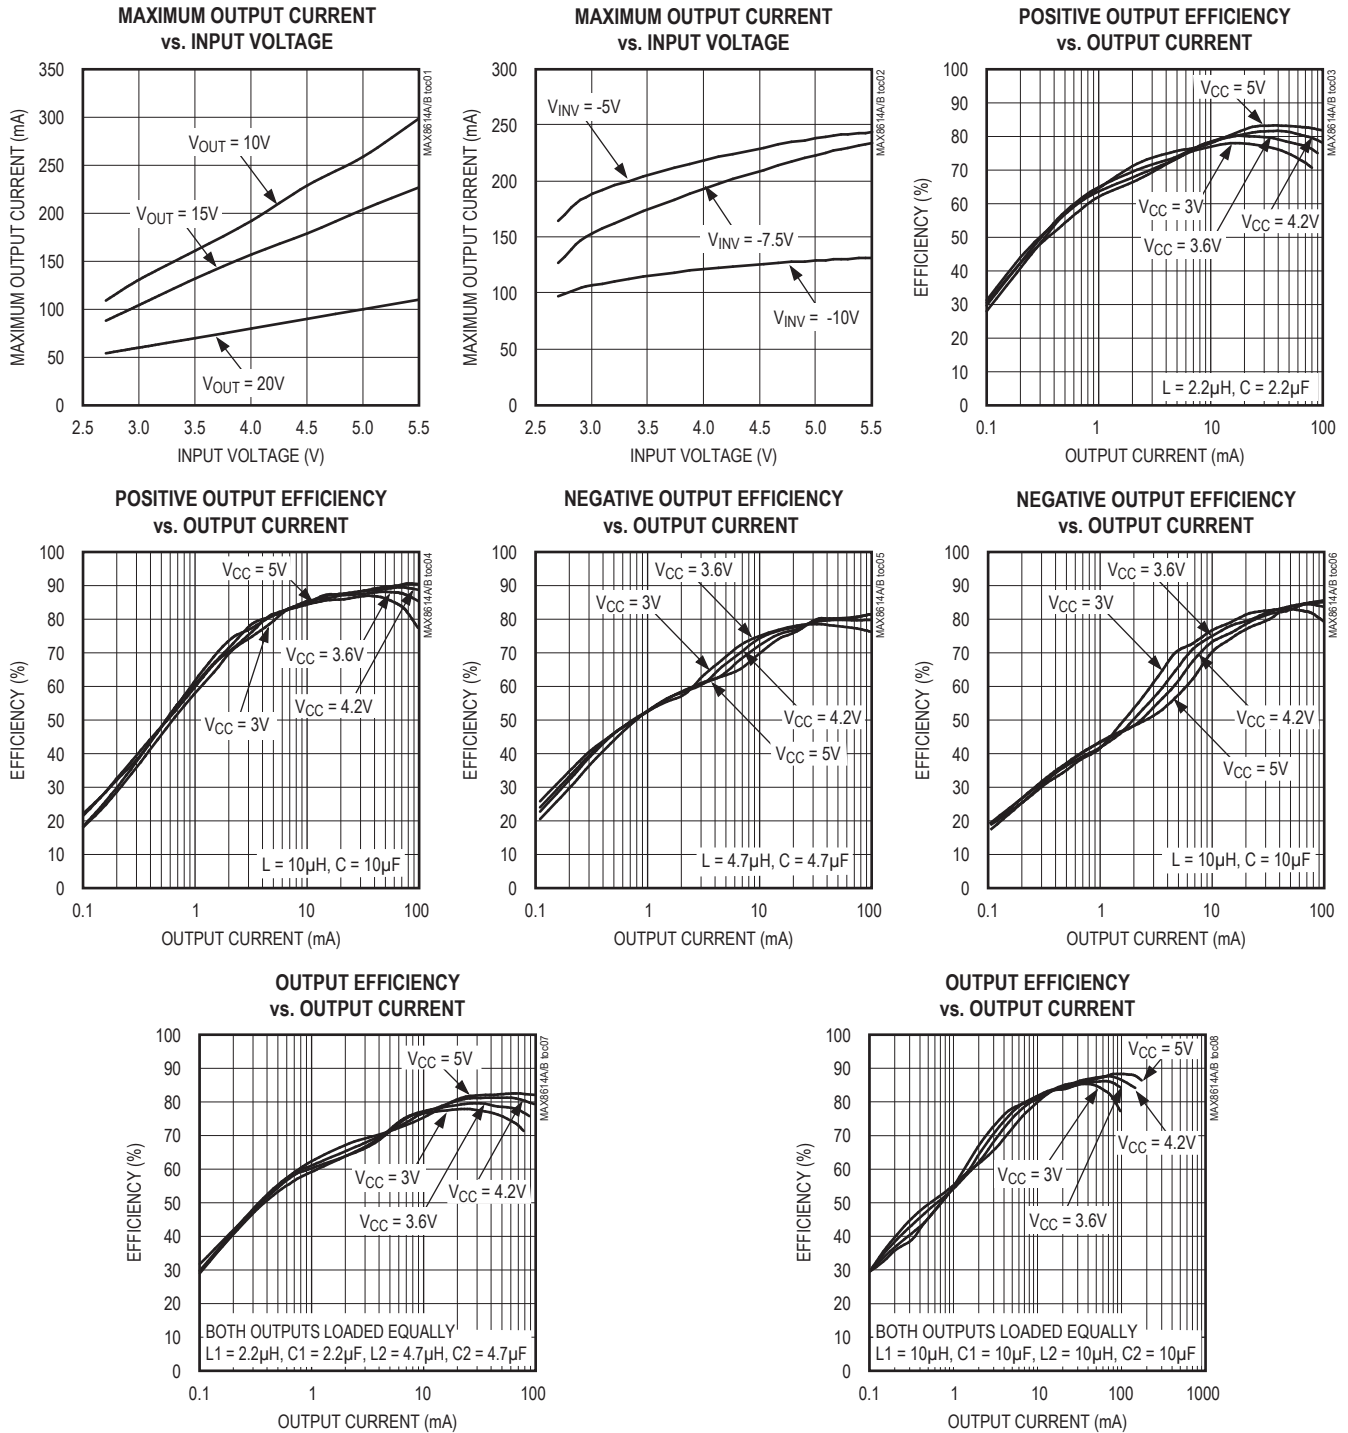 MAXIMUM OUTPUT CURRENT
vs. INPUT VOLTAGE
350
300
250
200
150
100
50
0
2.5 3.0 3.5 4.0 4.5 5.0 5.5
MAXIMUM OUTPUT CURRENT (mA)
INPUT VOLTAGE (V)
VOUT = 10V
VOUT = 15V
VOUT = 20V
MAX8614A/B toc01
MAXIMUM OUTPUT CURRENT
vs. INPUT VOLTAGE
300
250
200
150
100
50
0
2.5 3.0 3.5 4.0 4.5 5.0 5.5
MAXIMUM OUTPUT CURRENT (mA)
INPUT VOLTAGE (V)
VINV = -5V
VINV = -7.5V
VINV = -10V
MAX8614A/B toc02
POSITIVE OUTPUT EFFICIENCY
vs. OUTPUT CURRENT
100
90
80
70
60
50
40
30
20
10
0
0.1 1 10 100
EFFICIENCY (%)
OUTPUT CURRENT (mA)
VCC = 5V
VCC = 3V
VCC = 4.2V
VCC = 3.6V
L = 2.2µH, C = 2.2µF
MAX8614A/B toc03
POSITIVE OUTPUT EFFICIENCY
vs. OUTPUT CURRENT
100
90
80
70
60
50
40
30
20
10
0
0.1 1 10 100
EFFICIENCY (%)
OUTPUT CURRENT (mA)
VCC = 5V
VCC = 3.6V
VCC = 4.2V
VCC = 3V
L = 10µH, C = 10µF
MAX8614A/B toc04
NEGATIVE OUTPUT EFFICIENCY
vs. OUTPUT CURRENT
100
90
80
70
60
50
40
30
20
10
0
0.1 1 10 100
EFFICIENCY (%)
OUTPUT CURRENT (mA)
VCC = 3.6V
VCC = 3V
VCC = 4.2V
VCC = 5V
L = 4.7µH, C = 4.7µF
MAX8614A/B toc05
NEGATIVE OUTPUT EFFICIENCY
vs. OUTPUT CURRENT
100
90
80
70
60
50
40
30
20
10
0
0.1 1 10 100
EFFICIENCY (%)
OUTPUT CURRENT (mA)
VCC = 3.6V
VCC = 3V
VCC = 4.2V
VCC = 5V
L = 10µH, C = 10µF
MAX8614A/B toc06
OUTPUT EFFICIENCY
vs. OUTPUT CURRENT
100
90
80
70
60
50
40
30
20
10
0
0.1 1 10 100
EFFICIENCY (%)
OUTPUT CURRENT (mA)
VCC = 5V
VCC = 3V
VCC = 4.2V
VCC = 3.6V
BOTH OUTPUTS LOADED EQUALLY
L1 = 2.2µH, C1 = 2.2µF, L2 = 4.7µH, C2 = 4.7µF
MAX8614A/B toc07
OUTPUT EFFICIENCY
vs. OUTPUT CURRENT
100
90
80
70
60
50
40
30
20
10
0
0.1 1 10 100 1000
EFFICIENCY (%)
OUTPUT CURRENT (mA)
VCC = 5V
VCC = 4.2V
VCC = 3V
VCC = 3.6V
BOTH OUTPUTS LOADED EQUALLY
L1 = 10µH, C1 = 10µF, L2 = 10µH, C2 = 10µF
MAX8614A/B toc08